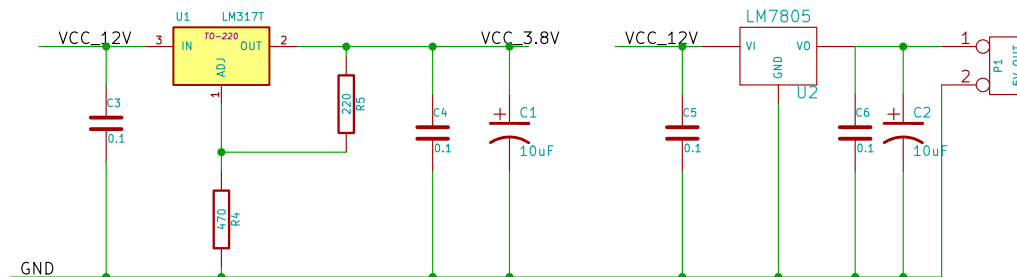 U1
LM317T
TO-220
VCC_12V
3
IN
OUT
2
ADJ
1
VCC_3.8V
C3
0.1
220
R5
470
R4
C4
0.1
C1
10uF
GND
LM7805
VCC_12V
VI
VO
GND
U2
C5
0.1
C6
0.1
C2
10uF
1
2
P1
5V_OUT